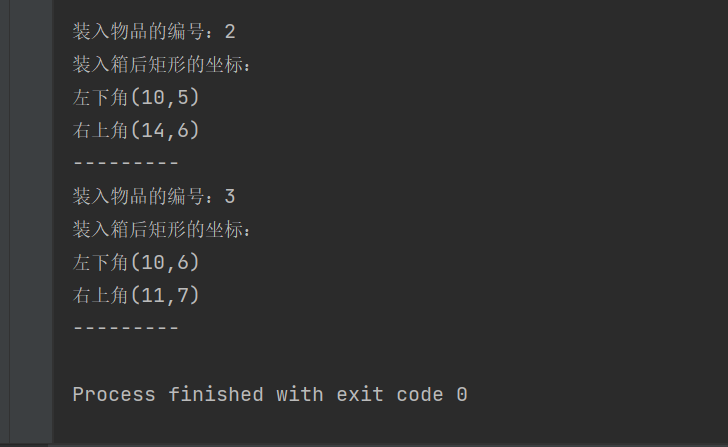 装入物品的编号：2
装入箱后矩形的坐标：
左下角(10,5)
右上角(14,6)
---------
装入物品的编号：3
装入箱后矩形的坐标：
左下角(10,6)
右上角(11,7)
---------
Process finished with exit code 0